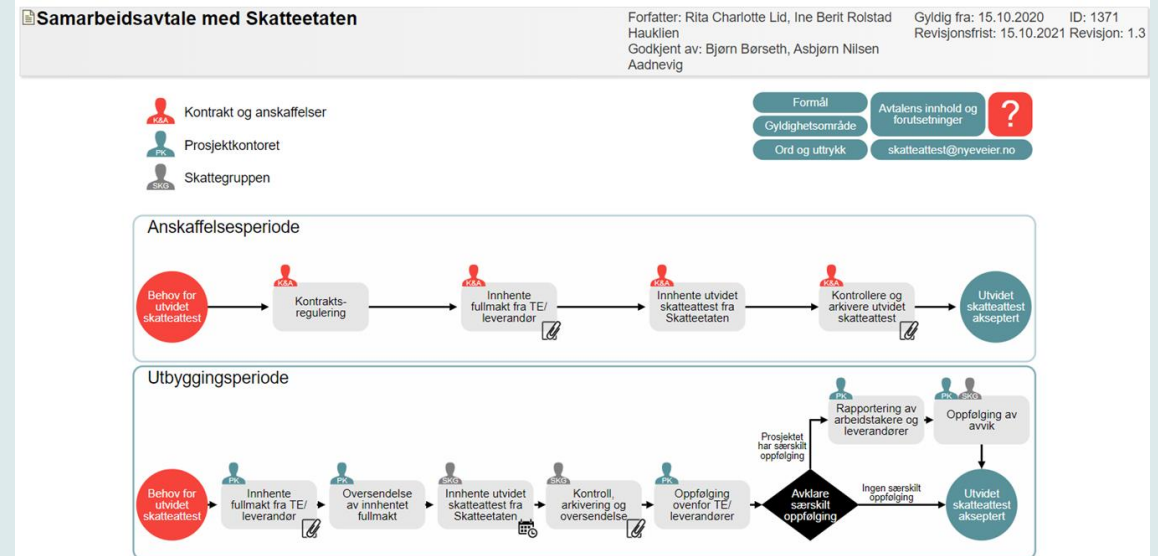 Samarbeidsavtale med Skatteetaten
Forfatter: Rita Charlotte Lid, Ine Berit Rolstad
Hauklien
Godkjent av: Bjørn Børseth, Asbjørn Nilsen
Aadnevig
Gyldig fra: 15.10.2020 ID: 1371
Revisjonsfrist: 15.10.2021 Revisjon: 1.3
K&A
Kontrakt og anskaffelser
PK
Prosjektkontoret
SKG
Skattegruppen
Formål
Gyldighetsområde
Ord og uttrykk
Avtalens innhold og
forutsetninger
?
skatteattest@nyeveier.no
Anskaffelsesperiode
Behov for
utvidet
skatteattest
K&A
Kontrakts-
regulering
K&A
Innhente
fullmakt fra TE/
leverandør
K&A
Innhente utvidet
skatteattest fra
Skatteetaten
K&A
Kontrollere og
arkivere utvidet
skatteattest
Utvidet
skatteattest
akseptert
Utbyggingsperiode
Behov for
utvidet
skatteattest
PK
Innhente
fullmakt fra TE/
leverandør
PK
Oversendelse
av innhentet
fullmakt
SKG
Innhente utvidet
skatteattest fra
Skatteetaten
SKG
Kontroll,
arkivering og
oversendelse
PK
Oppfølging
ovenfor TE/
leverandører
Avklare
særskilt
oppfølging
Prosjektet
har særskilt
oppfølging
PK
Rapportering av
arbeidstakere og
leverandører
PK SKG
Oppfølging av
avvik
Ingen særskilt
oppfølging
Utvidet
skatteattest
akseptert